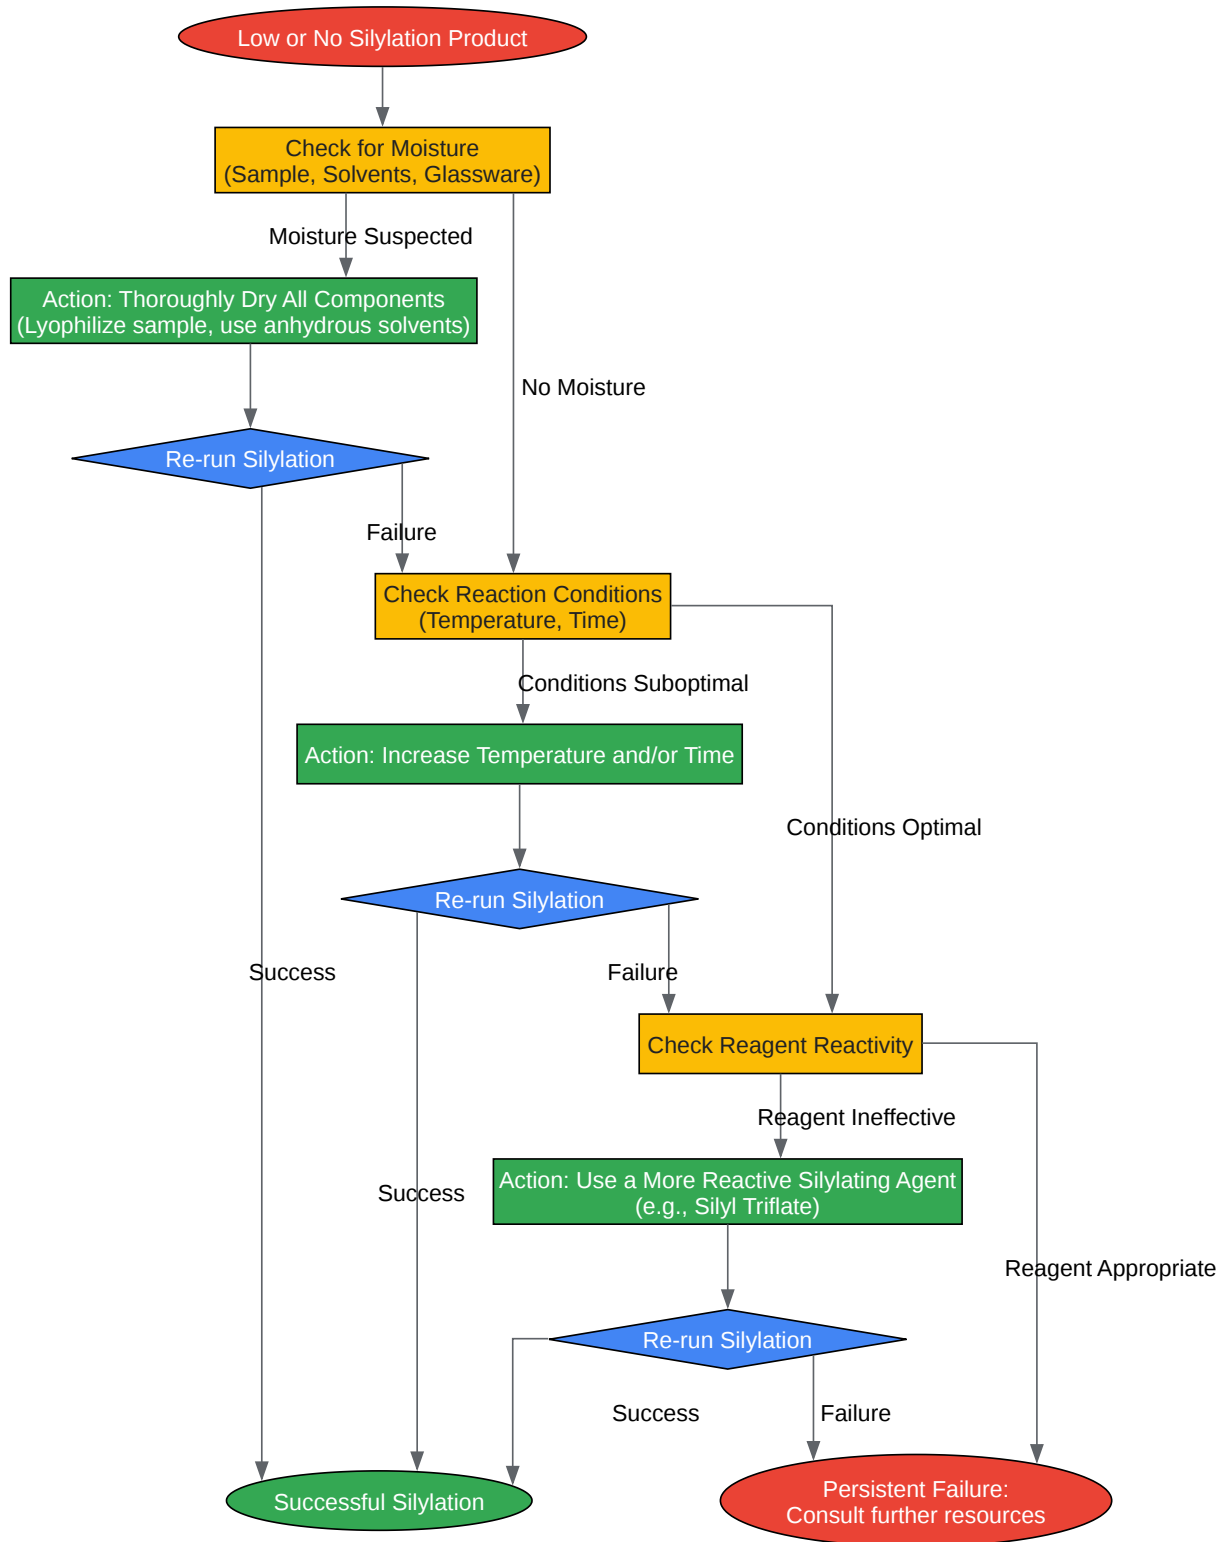 Low or No Silylation Product
Check for Moisture
(Sample, Solvents, Glassware)
Moisture Suspected
Action: Thoroughly Dry All Components
(Lyophilize sample, use anhydrous solvents)
No Moisture
Re-run Silylation
Failure
Check Reaction Conditions
(Temperature, Time)
Conditions Suboptimal
Action: Increase Temperature and/or Time
Conditions Optimal
Re-run Silylation
Success
Failure
Check Reagent Reactivity
Reagent Ineffective
Action: Use a More Reactive Silylating Agent
(e.g., Silyl Triflate)
Success
Reagent Appropriate
Re-run Silylation
Success
Failure
Successful Silylation
Persistent Failure:
Consult further resources